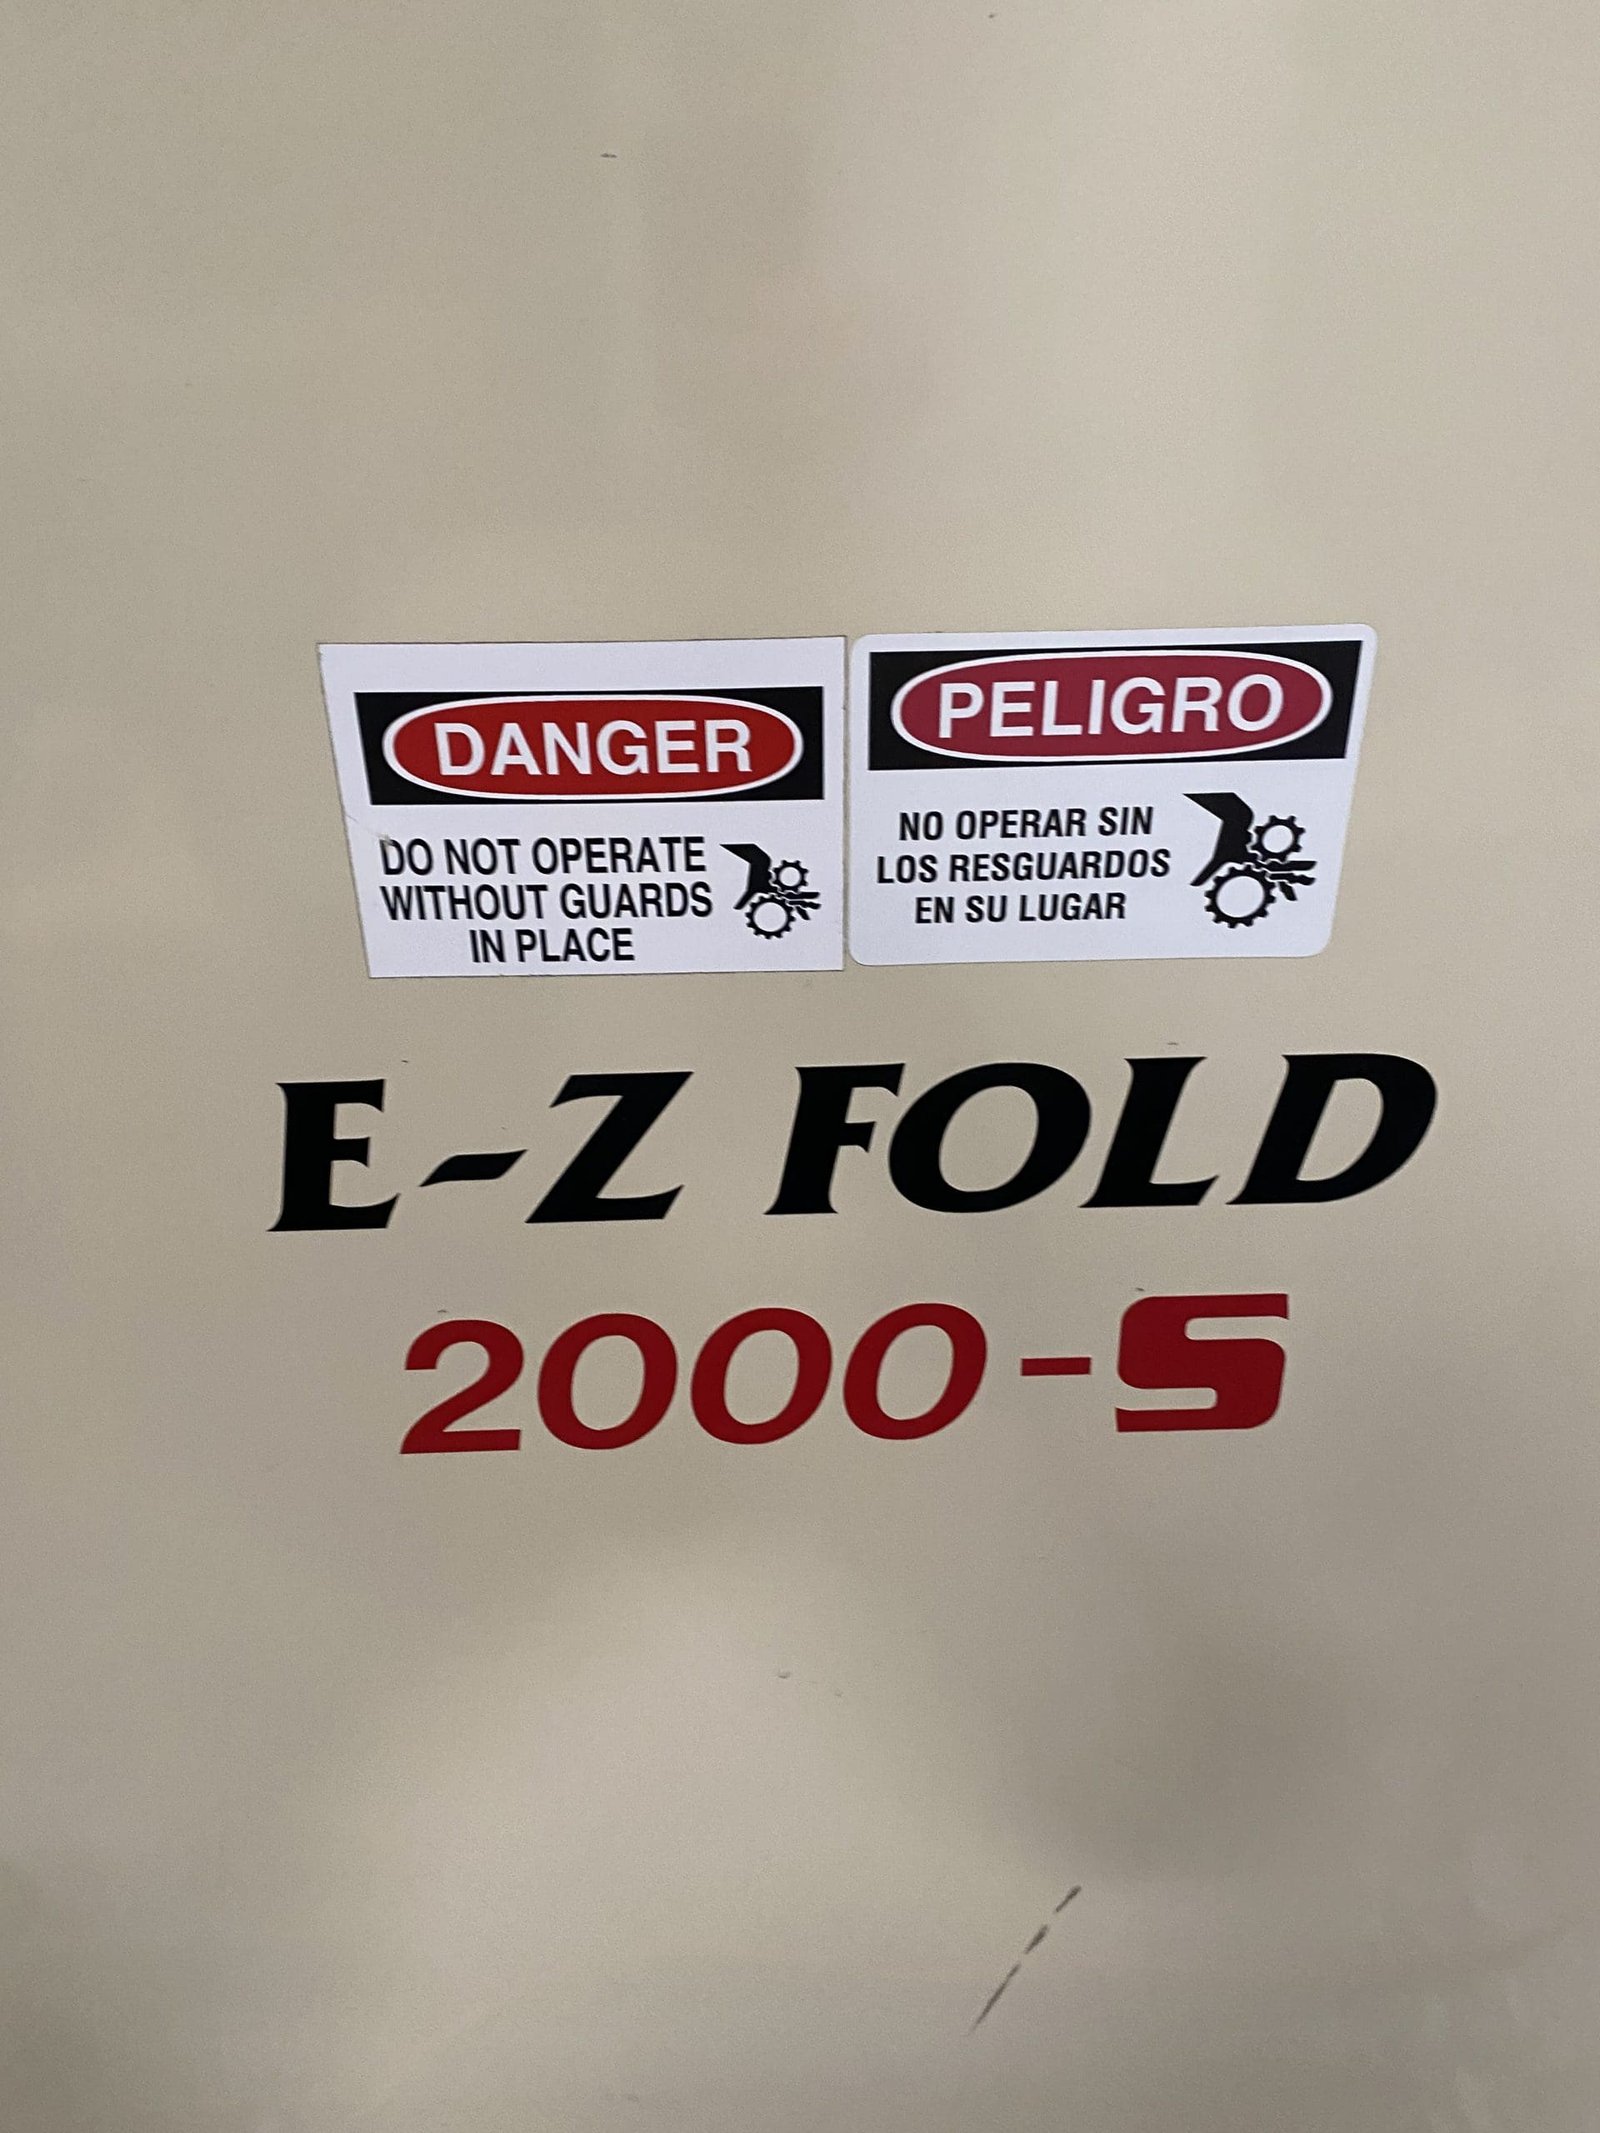 DANGER
DO NOT OPERATE
WITHOUT GUARDS
IN PLACE
PELIGRO
NO OPERAR SIN
LOS RESGUARDOS
EN SU LUGAR
E-Z FOLD
2000-S